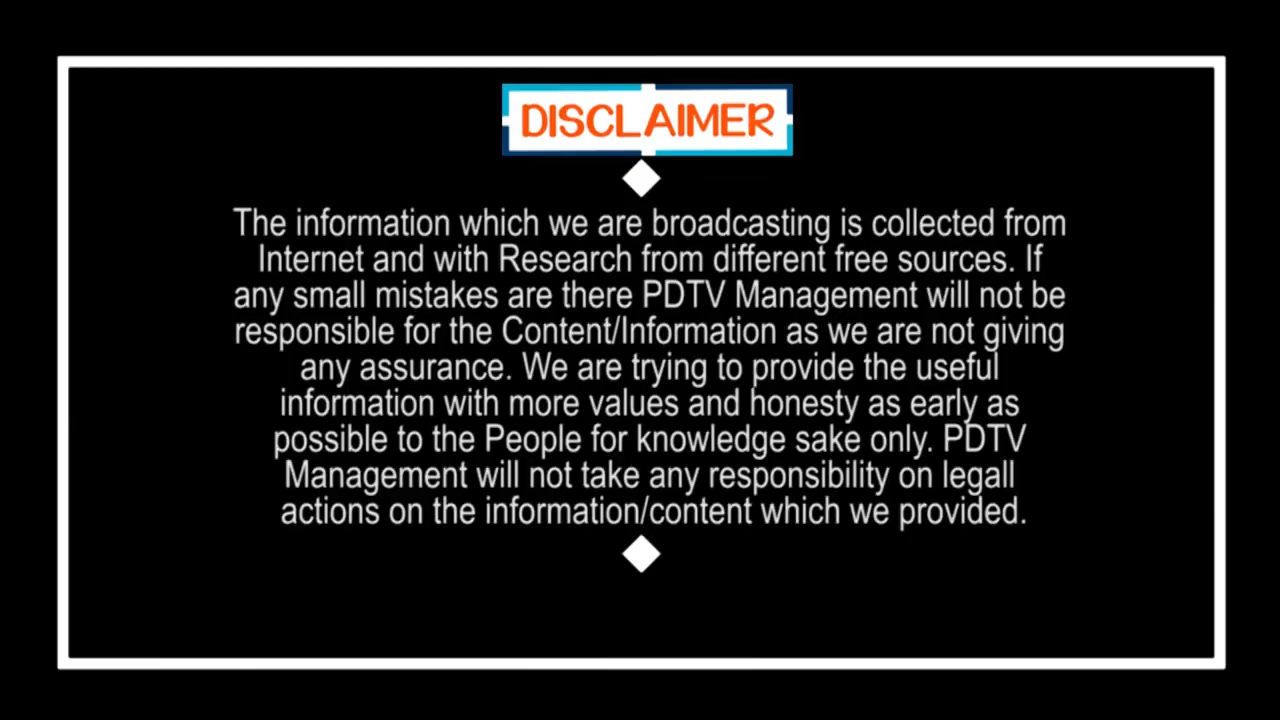 DISCLAIMER
The information which we are broadcasting is collected from
Internet and with Research from different free sources. If
any small mistakes are there PDTV Management will not be
responsible for the Content/Information as we are not giving
any assurance. We are trying to provide the useful
information with more values and honesty as early as
possible to the People for knowledge sake only. PDTV
Management will not take any responsibility on legall
actions on the information/content which we provided.